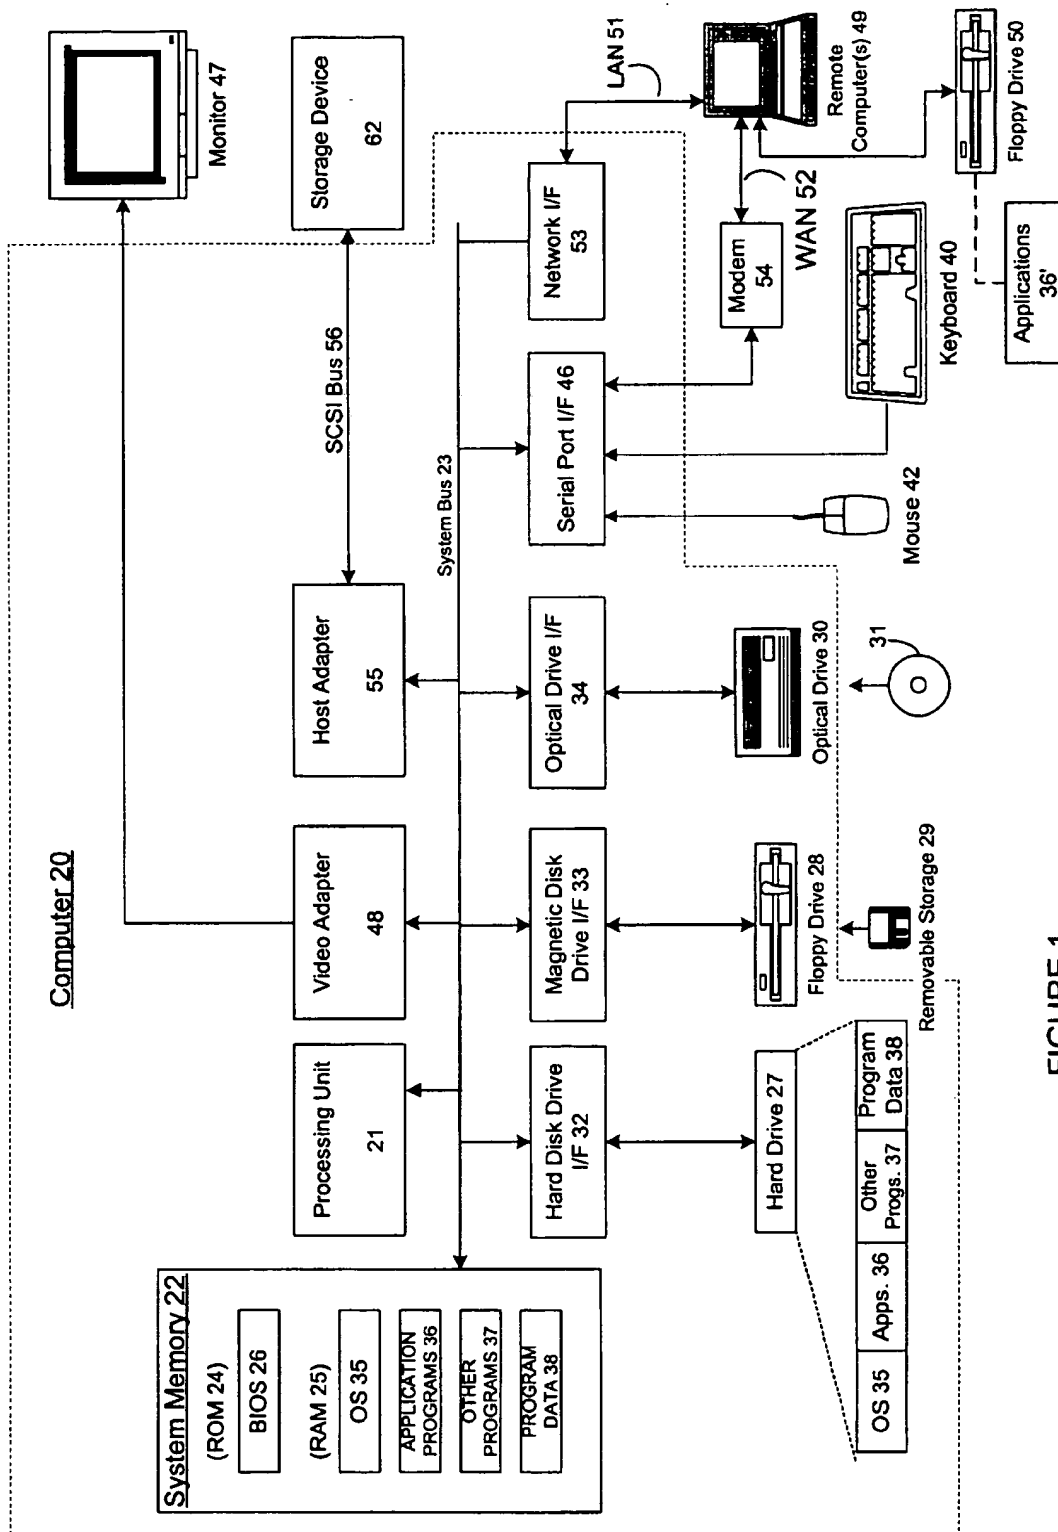 Computer 20
System Memory 22
(ROM 24)
BIOS 26
(RAM 25)
OS 35
APPLICATION
PROGRAMS 36
OTHER
PROGRAMS 37
PROGRAM
DATA 38
Processing Unit
21
Video Adapter
48
Host Adapter
55
Storage Device
62
Monitor 47
SCSI Bus 56
System Bus 23
Hard Disk Drive
I/F 32
Magnetic Disk
Drive I/F 33
Optical Drive I/F
34
Serial Port I/F 46
Network I/F
53
LAN 51
Hard Drive 27
Floppy Drive 28
Optical Drive 30
Modem
54
WAN 52
Remote
Computer(s) 49
OS 35
Apps. 36
Other
Progs. 37
Program
Data 38
Removable Storage 29
31
Mouse 42
Keyboard 40
Floppy Drive 50
Applications
36'
FIGURE 1